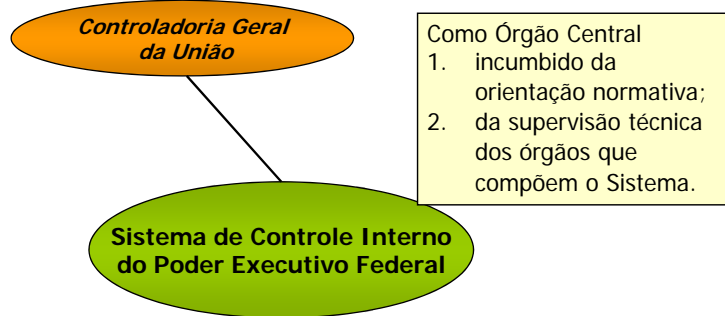 Controladoria Geral
da União
Como Órgão Central
1. incumbido da
orientação normativa;
2. da supervisão técnica
dos órgãos que
compõem o Sistema.
Sistema de Controle Interno
do Poder Executivo Federal